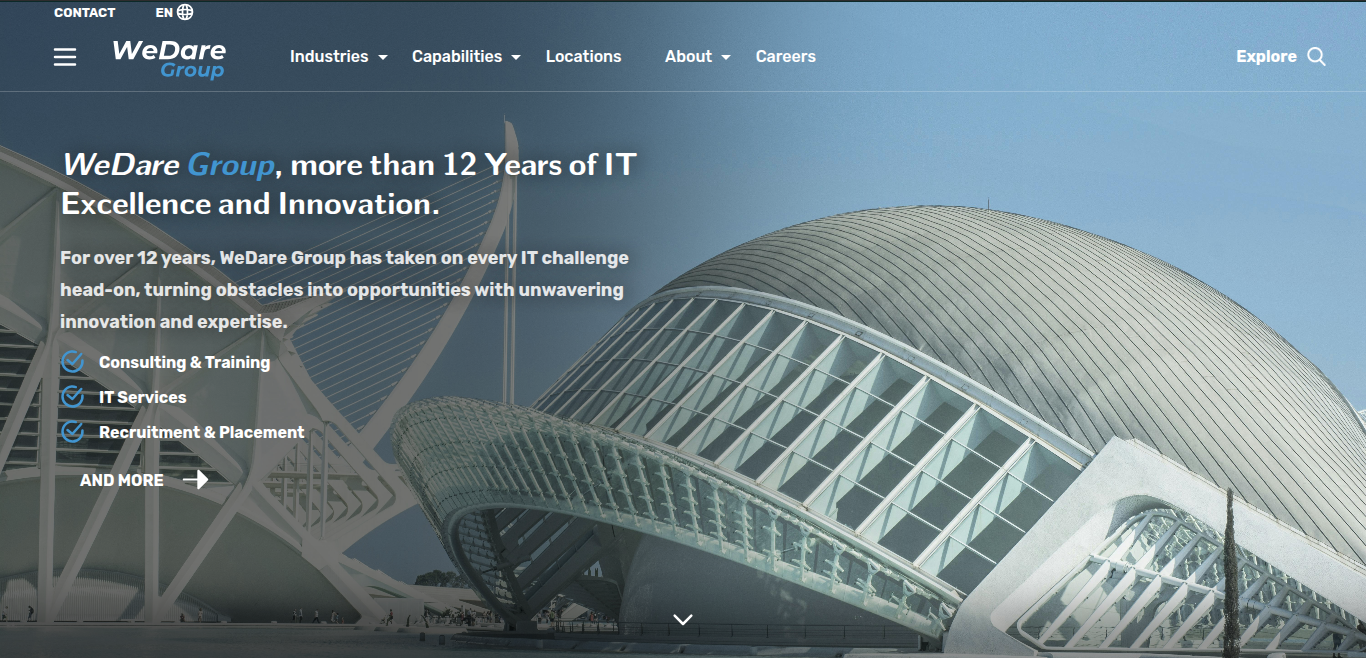 CONTACT EN
WeDare
Group
Industries Capabilities Locations About Careers Explore
WeDare Group, more than 12 Years of IT
Excellence and Innovation.
For over 12 years, WeDare Group has taken on every IT challenge
head-on, turning obstacles into opportunities with unwavering
innovation and expertise.
Consulting & Training
IT Services
Recruitment & Placement
AND MORE